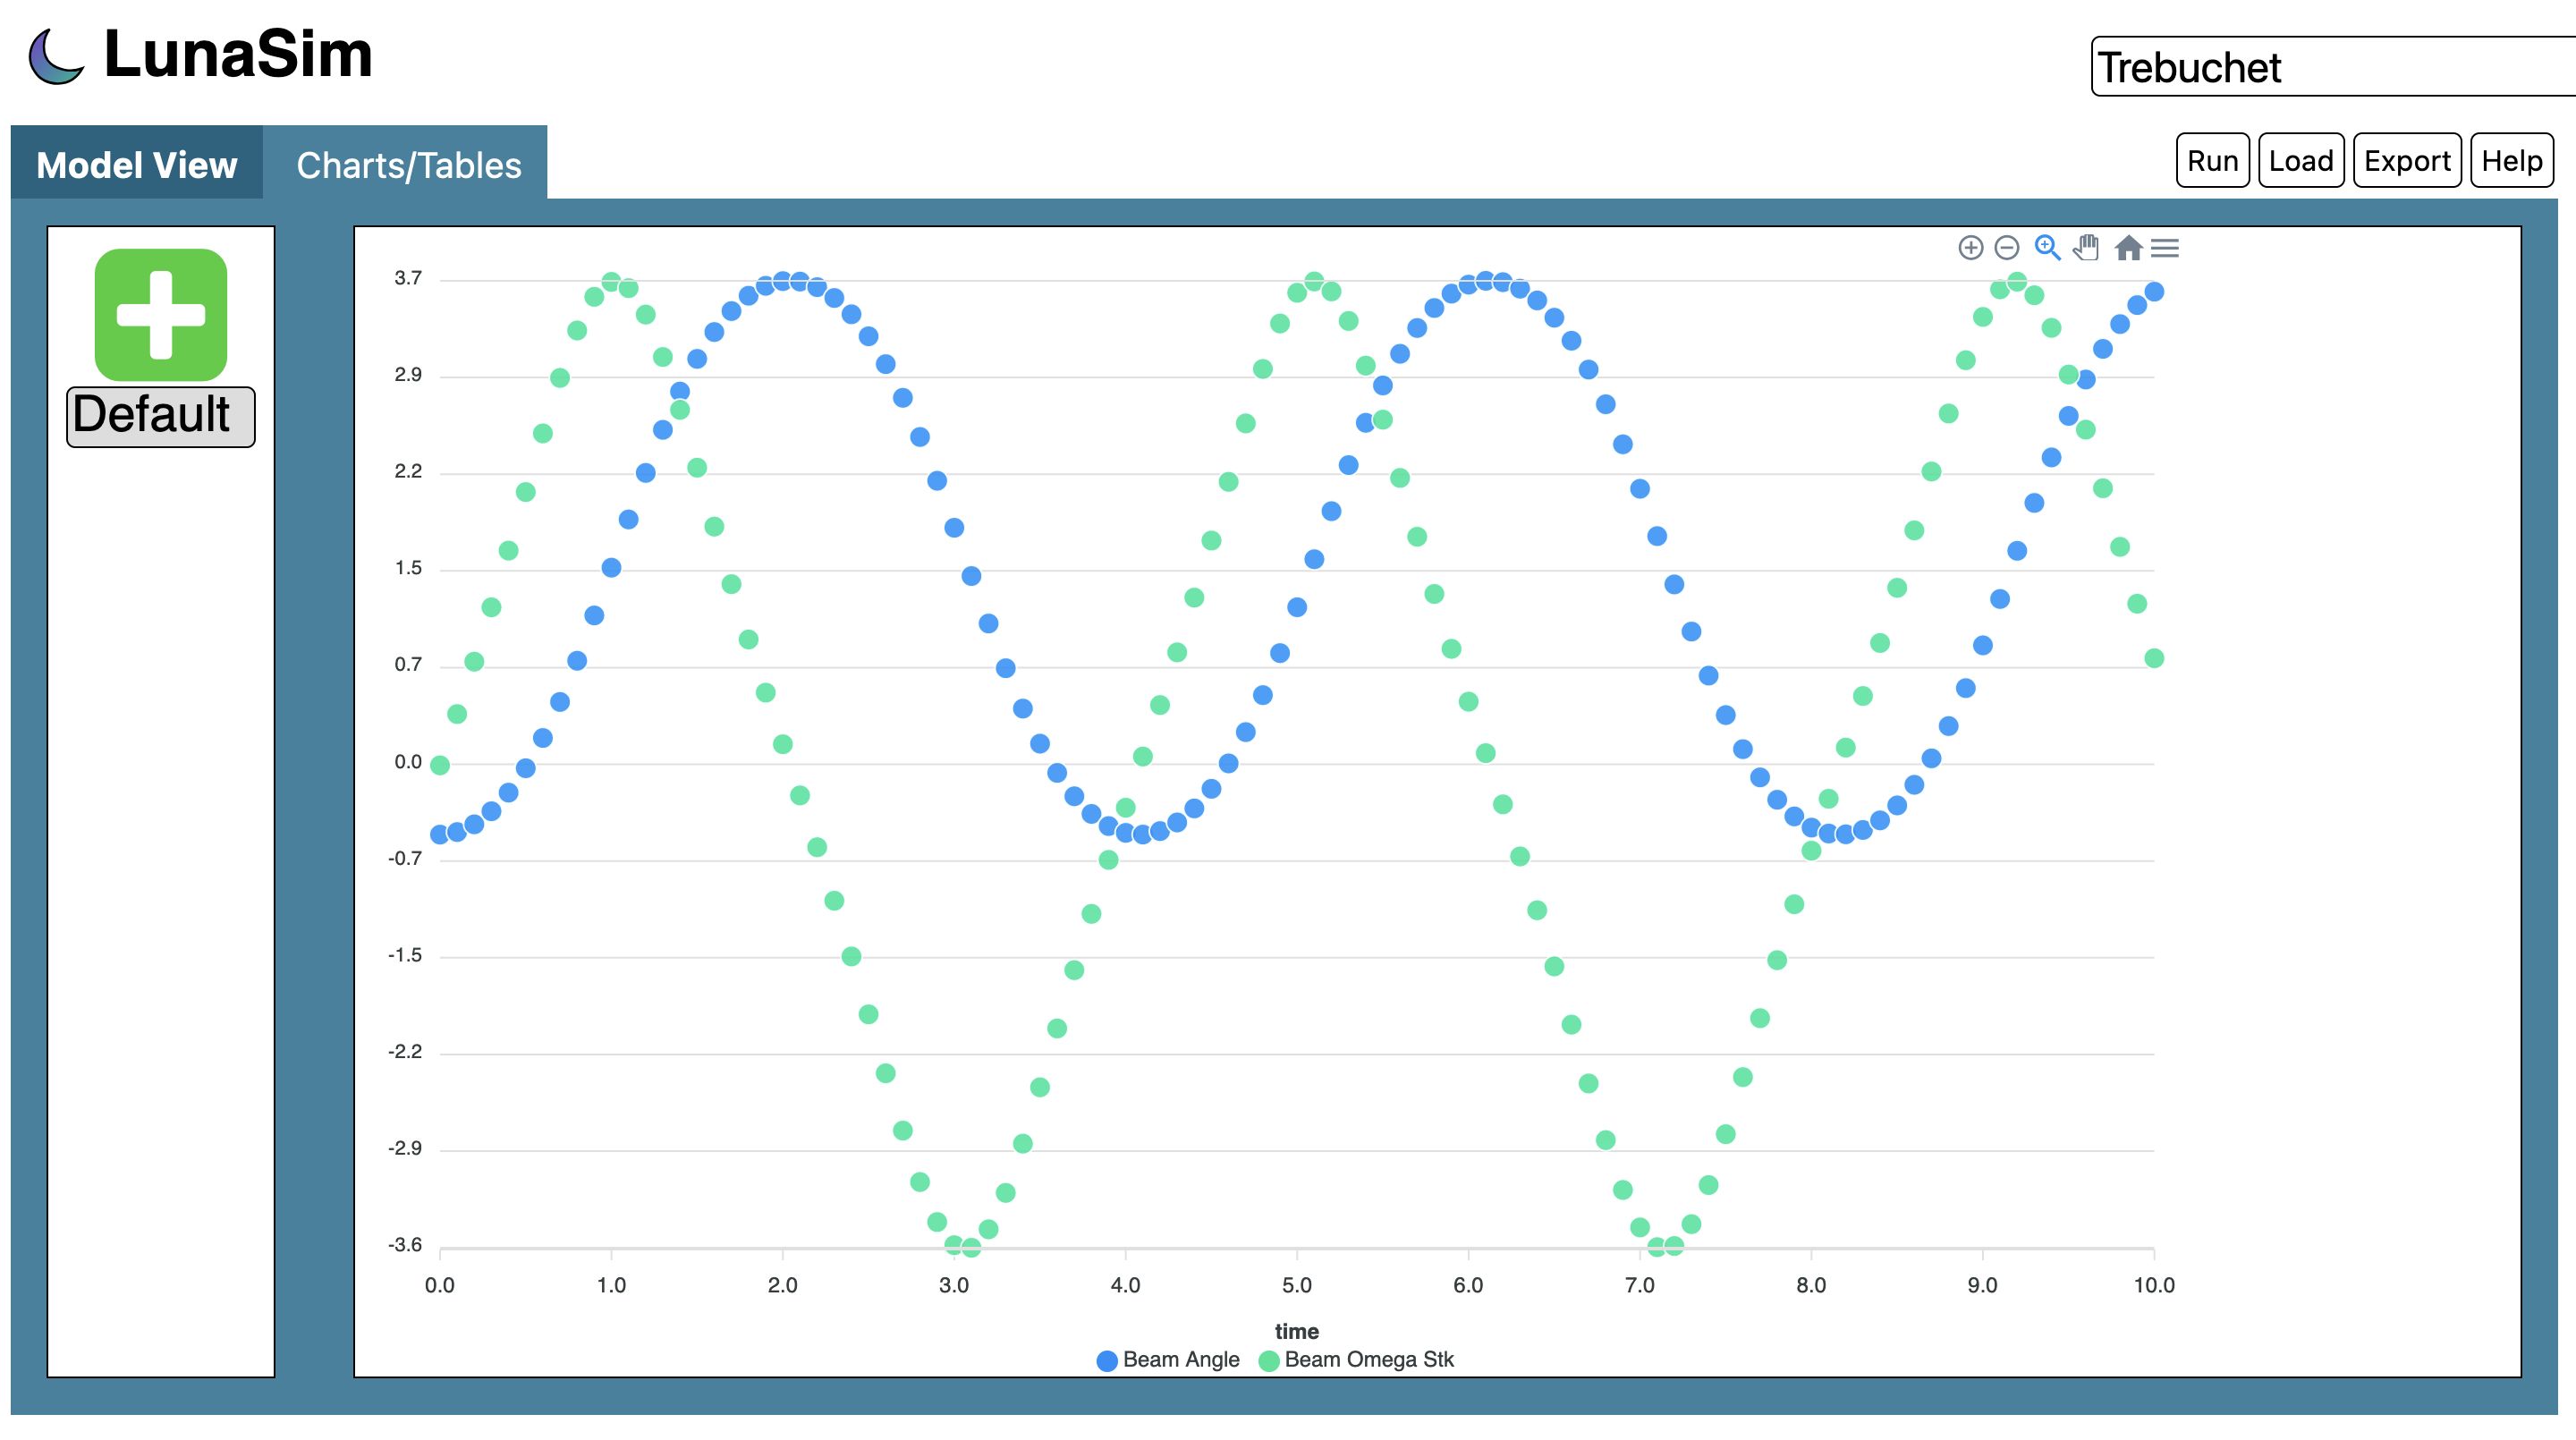 LunaSim
Trebuchet
Model View
Charts/Tables
Run
Load
Export
Help
Default
3.7
2.9
2.2
1.5
0.7
0.0
-0.7
-1.5
-2.2
-2.9
-3.6
0.0 1.0 2.0 3.0 4.0 5.0 6.0 7.0 8.0 9.0 10.0
time
Beam Angle
Beam Omega Stk